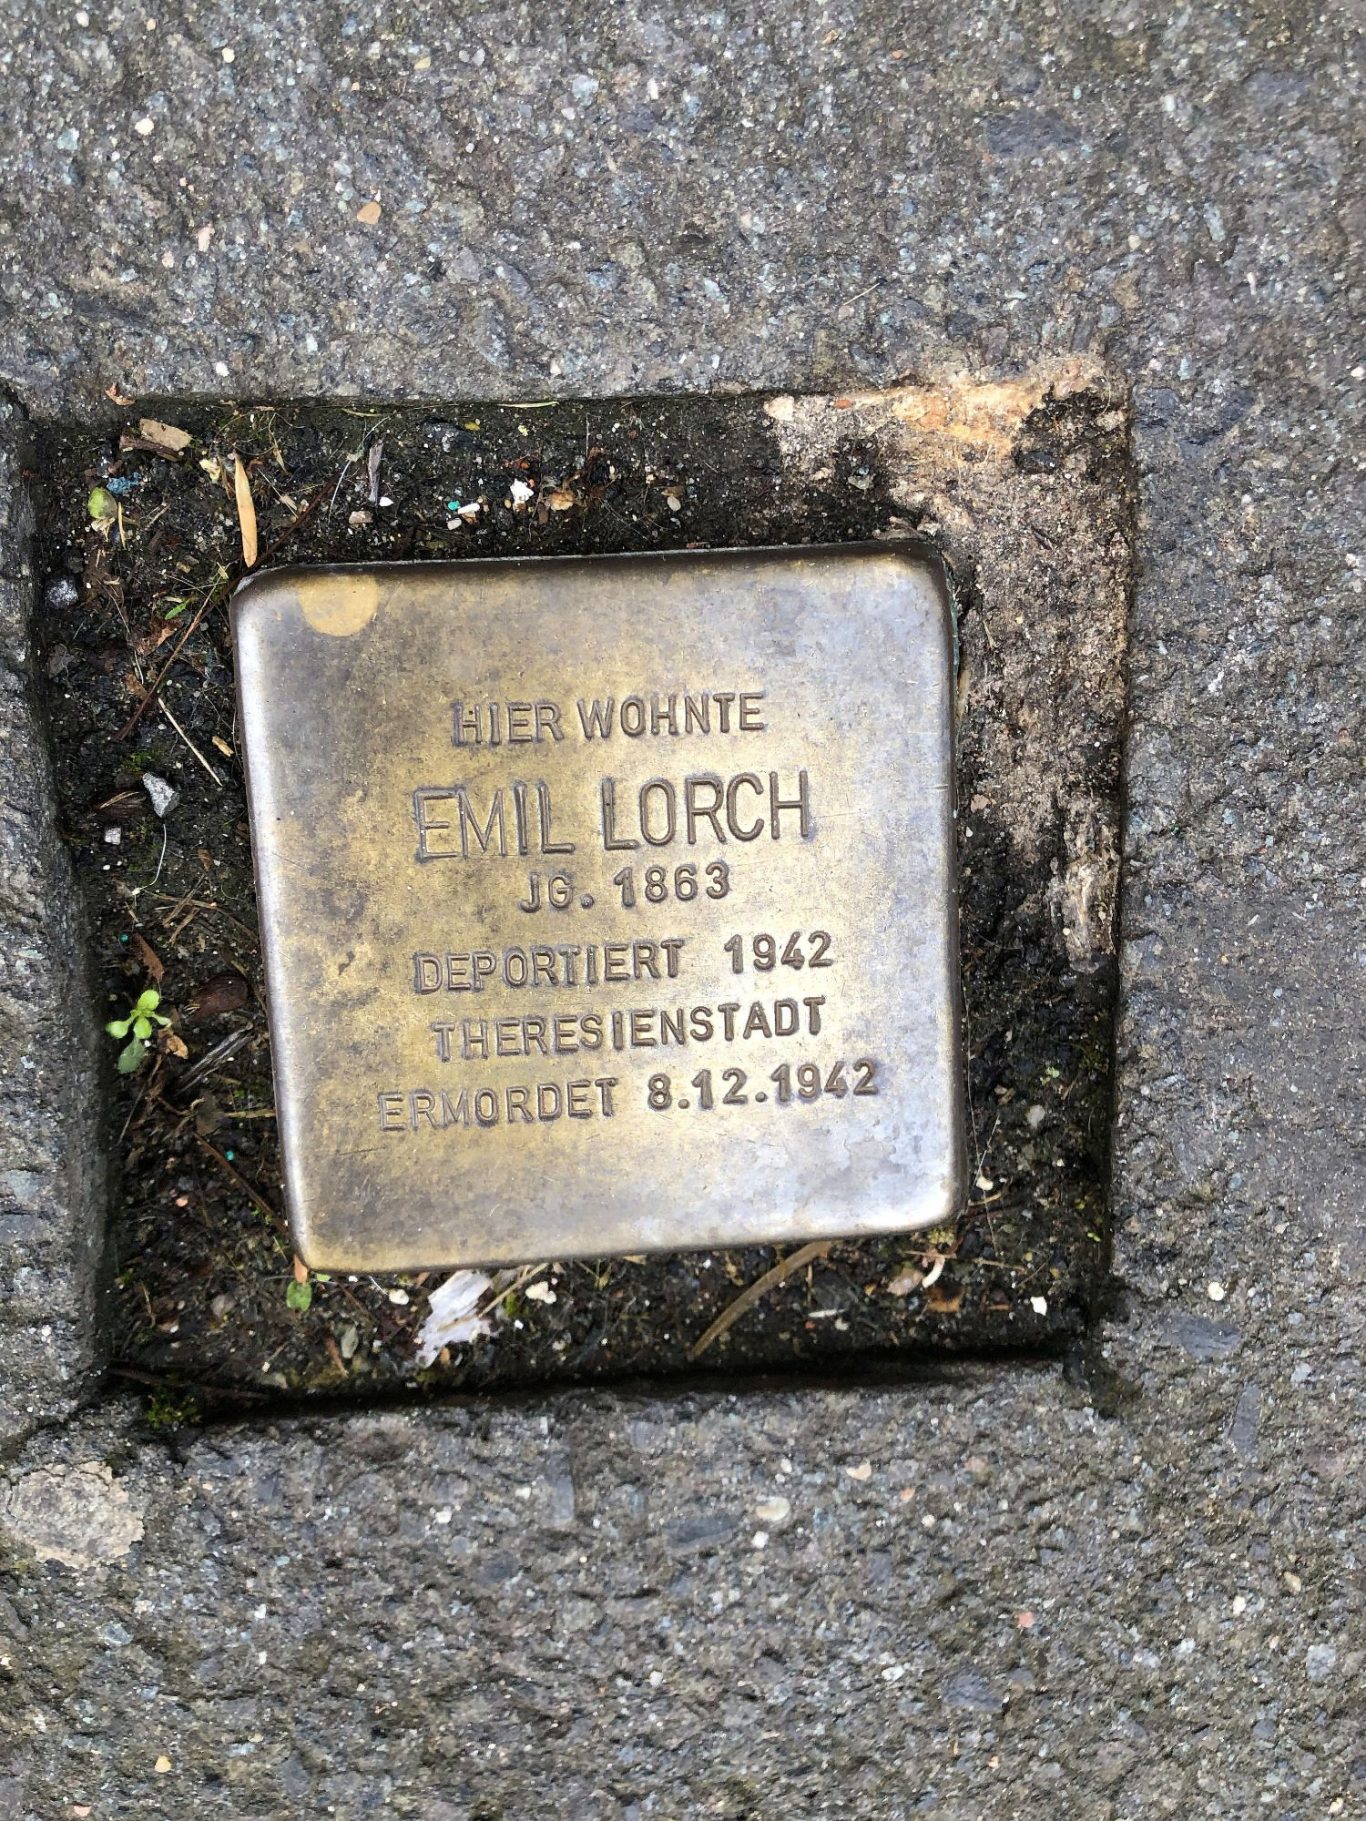 HIER WOHNTE
EMIL LORCH
JG. 1863
DEPORTIERT 1942
THERESIENSTADT
ERMORDET 8.12.1942